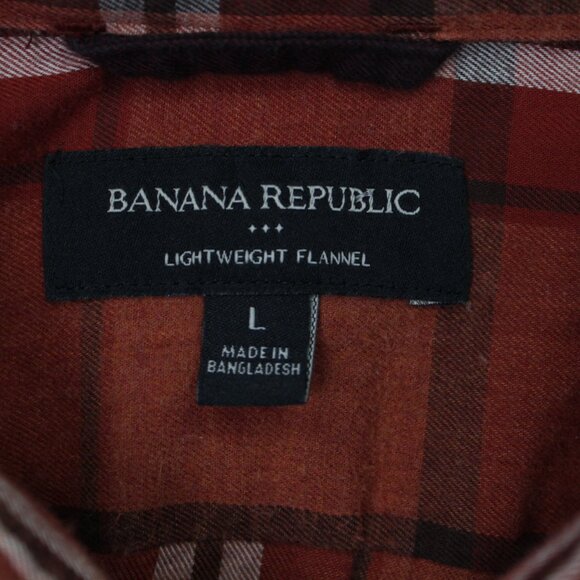 BANANA REPUBLIC
LIGHTWEIGHT FLANNEL
L
MADE IN
BANGLADESH